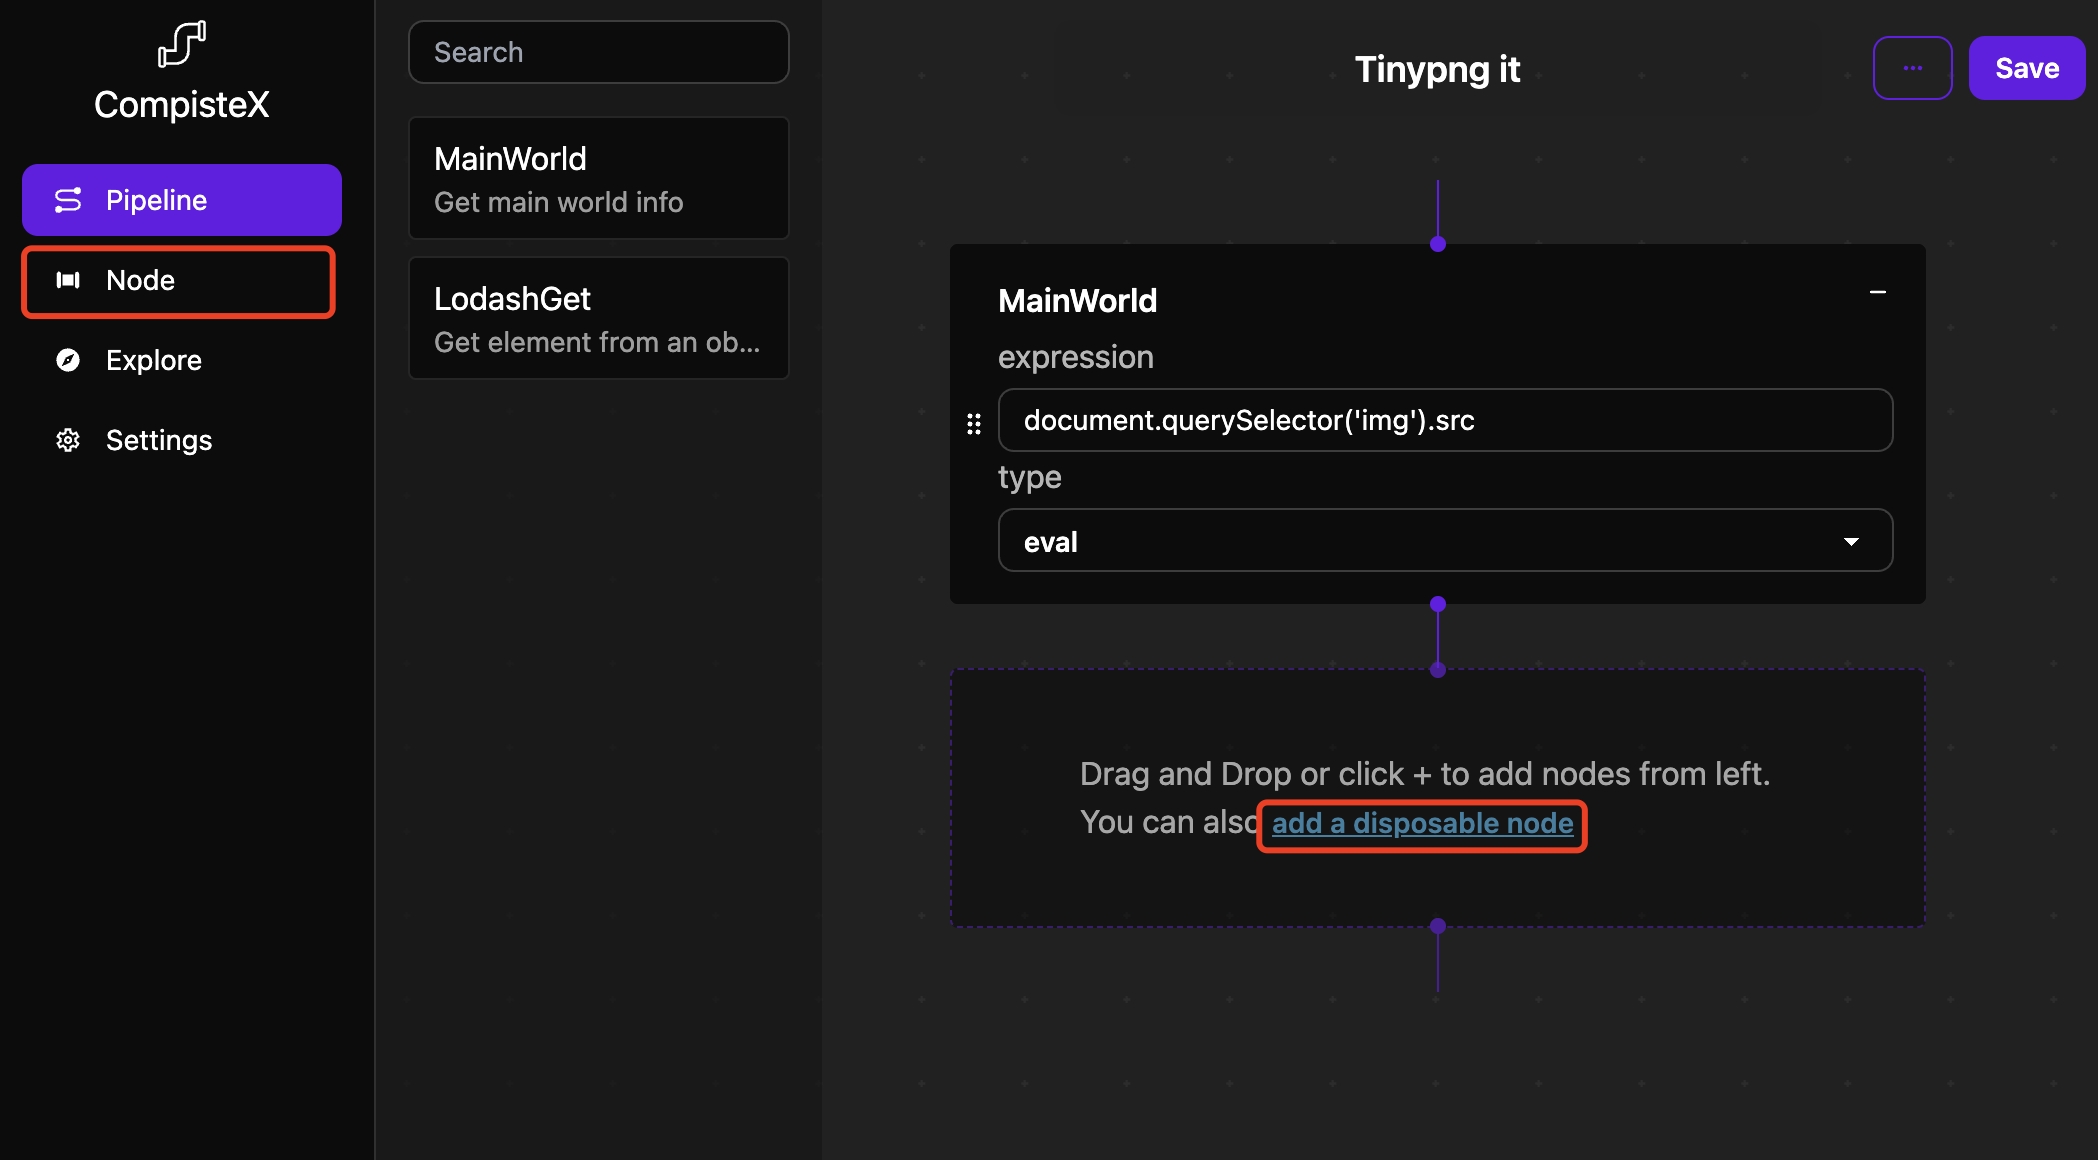 CompisteX
Pipeline
Node
Explore
Settings
Search
MainWorld
Get main world info
LodashGet
Get element from an ob...
Tinypng it
...
Save
MainWorld
expression
document.querySelector('img').src
type
eval
Drag and Drop or click + to add nodes from left.
You can also add a disposable node